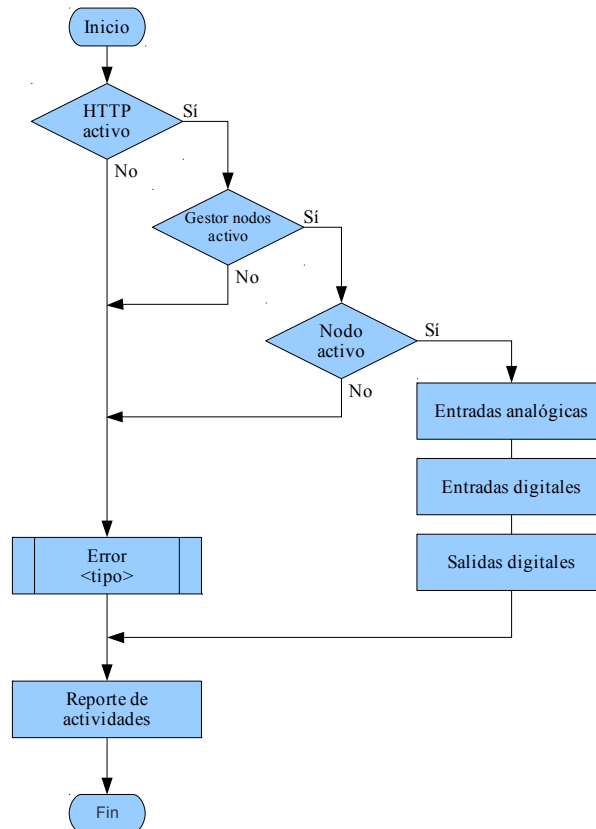 Inicio
HTTP
activo
Sí
No
Gestor nodos
activo
Sí
No
Nodo
activo
Sí
No
Entradas analógicas
Entradas digitales
Salidas digitales
Error
<tipo>
Reporte de
actividades
Fin